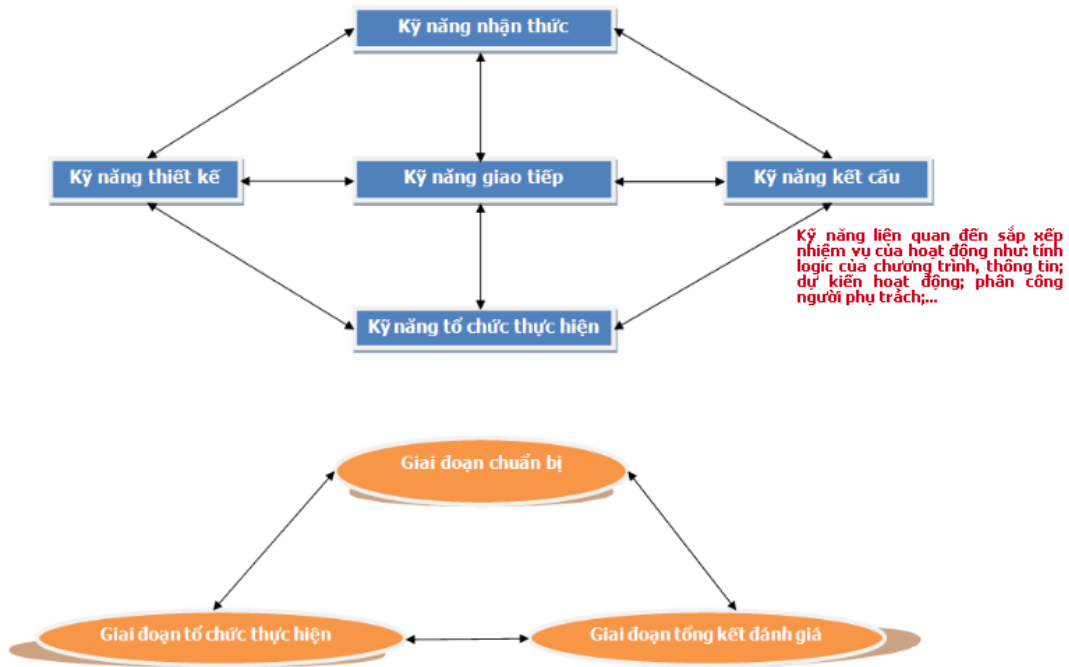 Kỹ năng nhận thức
Kỹ năng thiết kế
Kỹ năng giao tiếp
Kỹ năng kết cấu
Kỹ năng liên quan đến sắp xếp
nhiệm vụ của hoạt động như: tính
logic của chương trình, thông tin;
dự kiến hoạt động; phân công
người phụ trách;...
Kỹ năng tổ chức thực hiện
Giai đoạn chuẩn bị
Giai đoạn tổ chức thực hiện
Giai đoạn tổng kết đánh giá